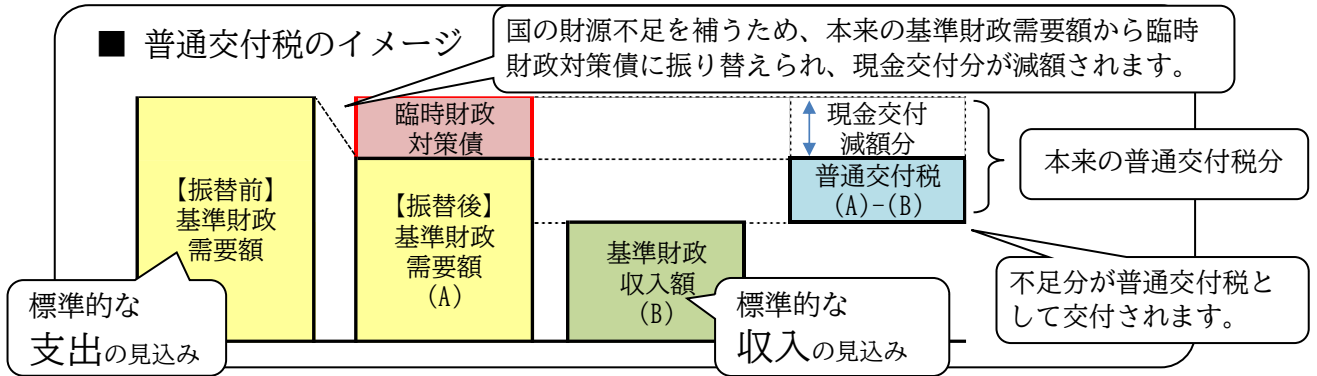 ■ 普通交付税のイメージ
国の財源不足を補うため、本来の基準財政需要額から臨時
財政対策債に振り替えられ、現金交付分が減額されます。
【振替前】
基準財政
需要額
標準的な
支出の見込み
臨時財政
対策債
【振替後】
基準財政
需要額
(A)
基準財政
収入額
(B)
標準的な
収入の見込み
現金交付
減額分
普通交付税
(A)-(B)
本来の普通交付税分
不足分が普通交付税と
して交付されます。